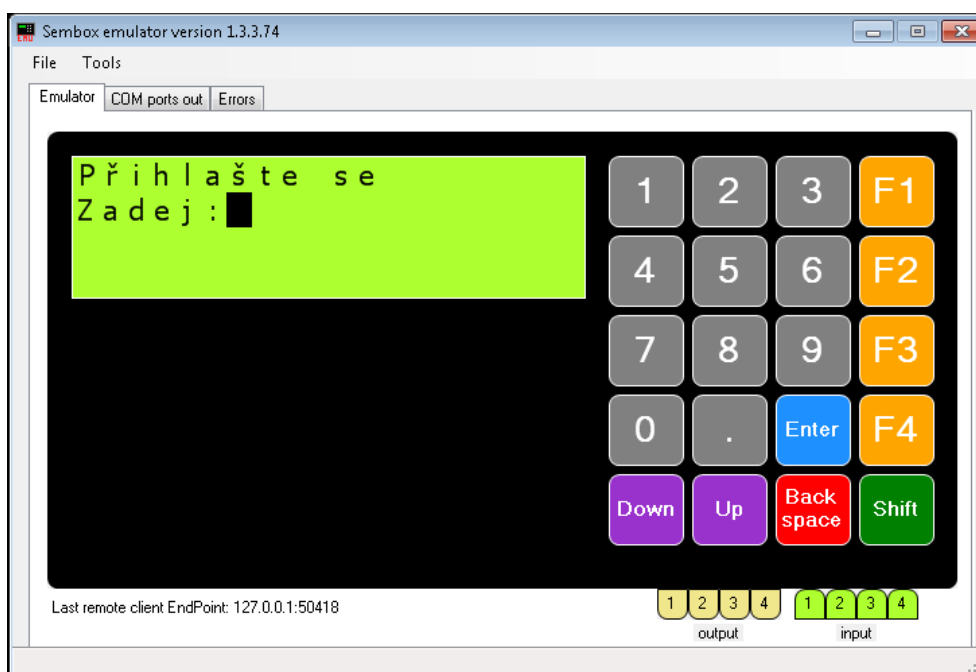 Sembox emulator version 1.3.3.74
File Tools
Emulator COM ports out Errors
Přihlašte se
Zadej:
1 2 3 F1
4 5 6 F2
7 8 9 F3
0 . Enter F4
Down Up Back space Shift
Last remote client EndPoint: 127.0.0.1:50418
1 2 3 4 1 2 3 4
output input